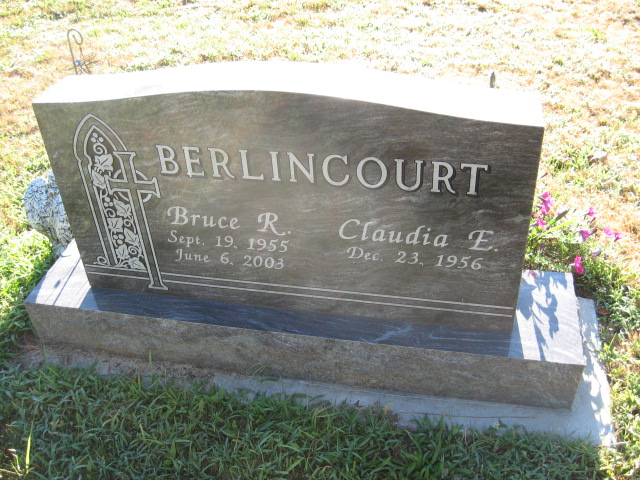 BERLINCOURT
Bruce R.
Sept. 19, 1955
June 6, 2003
Claudia E.
Dec. 23, 1956